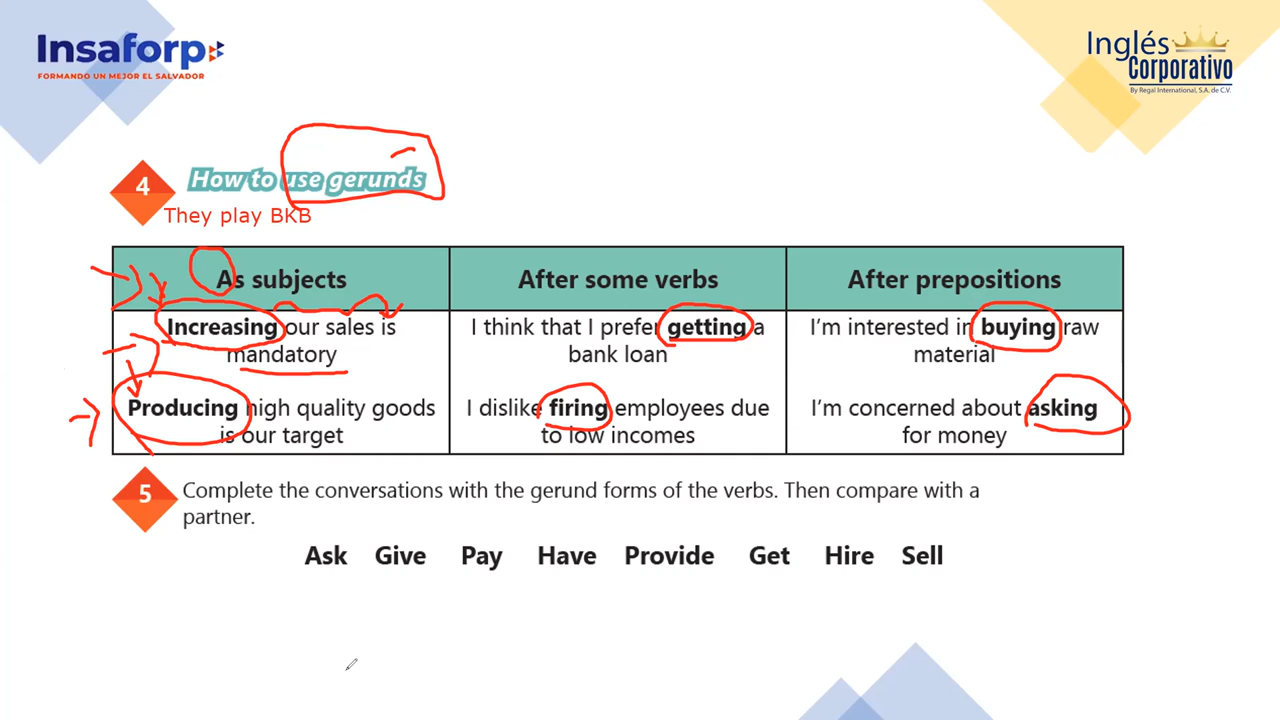 Insaforp
FORMANDO UN MEJOR EL SALVADOR
Inglés
Corporativo
By Regal International, S.A. de C.V.
4
How to use gerunds
They play BKB
As subjects
After some verbs
After prepositions
Increasing our sales is
mandatory
I think that I prefer getting a
bank loan
I'm interested in buying raw
material
Producing high quality goods
is our target
I dislike firing employees due
to low incomes
I'm concerned about asking
for money
5
Complete the conversations with the gerund forms of the verbs. Then compare with a
partner.
Ask Give Pay Have Provide Get Hire Sell